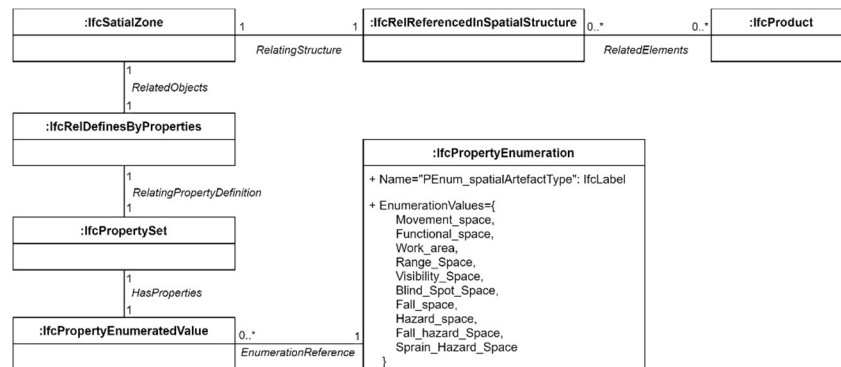 :IfcSatialZone
1
1
:IfcRelReferencedInSpatialStructure
0..*
0..*
:IfcProduct
RelatingStructure
RelatedElements
1
RelatedObjects
1
:IfcRelDefinesByProperties
1
RelatingPropertyDefinition
1
:IfcPropertySet
1
HasProperties
1
:IfcPropertyEnumeratedValue
0..*
1
EnumerationReference
:IfcPropertyEnumeration
+ Name="PEnum_spatialArtefactType": IfcLabel
+ EnumerationValues={
Movement_space,
Functional_space,
Work_area,
Range_Space,
Visibility_Space,
Blind_Spot_Space,
Fall_space,
Hazard_space,
Fall_hazard_Space,
Sprain_Hazard_Space
}